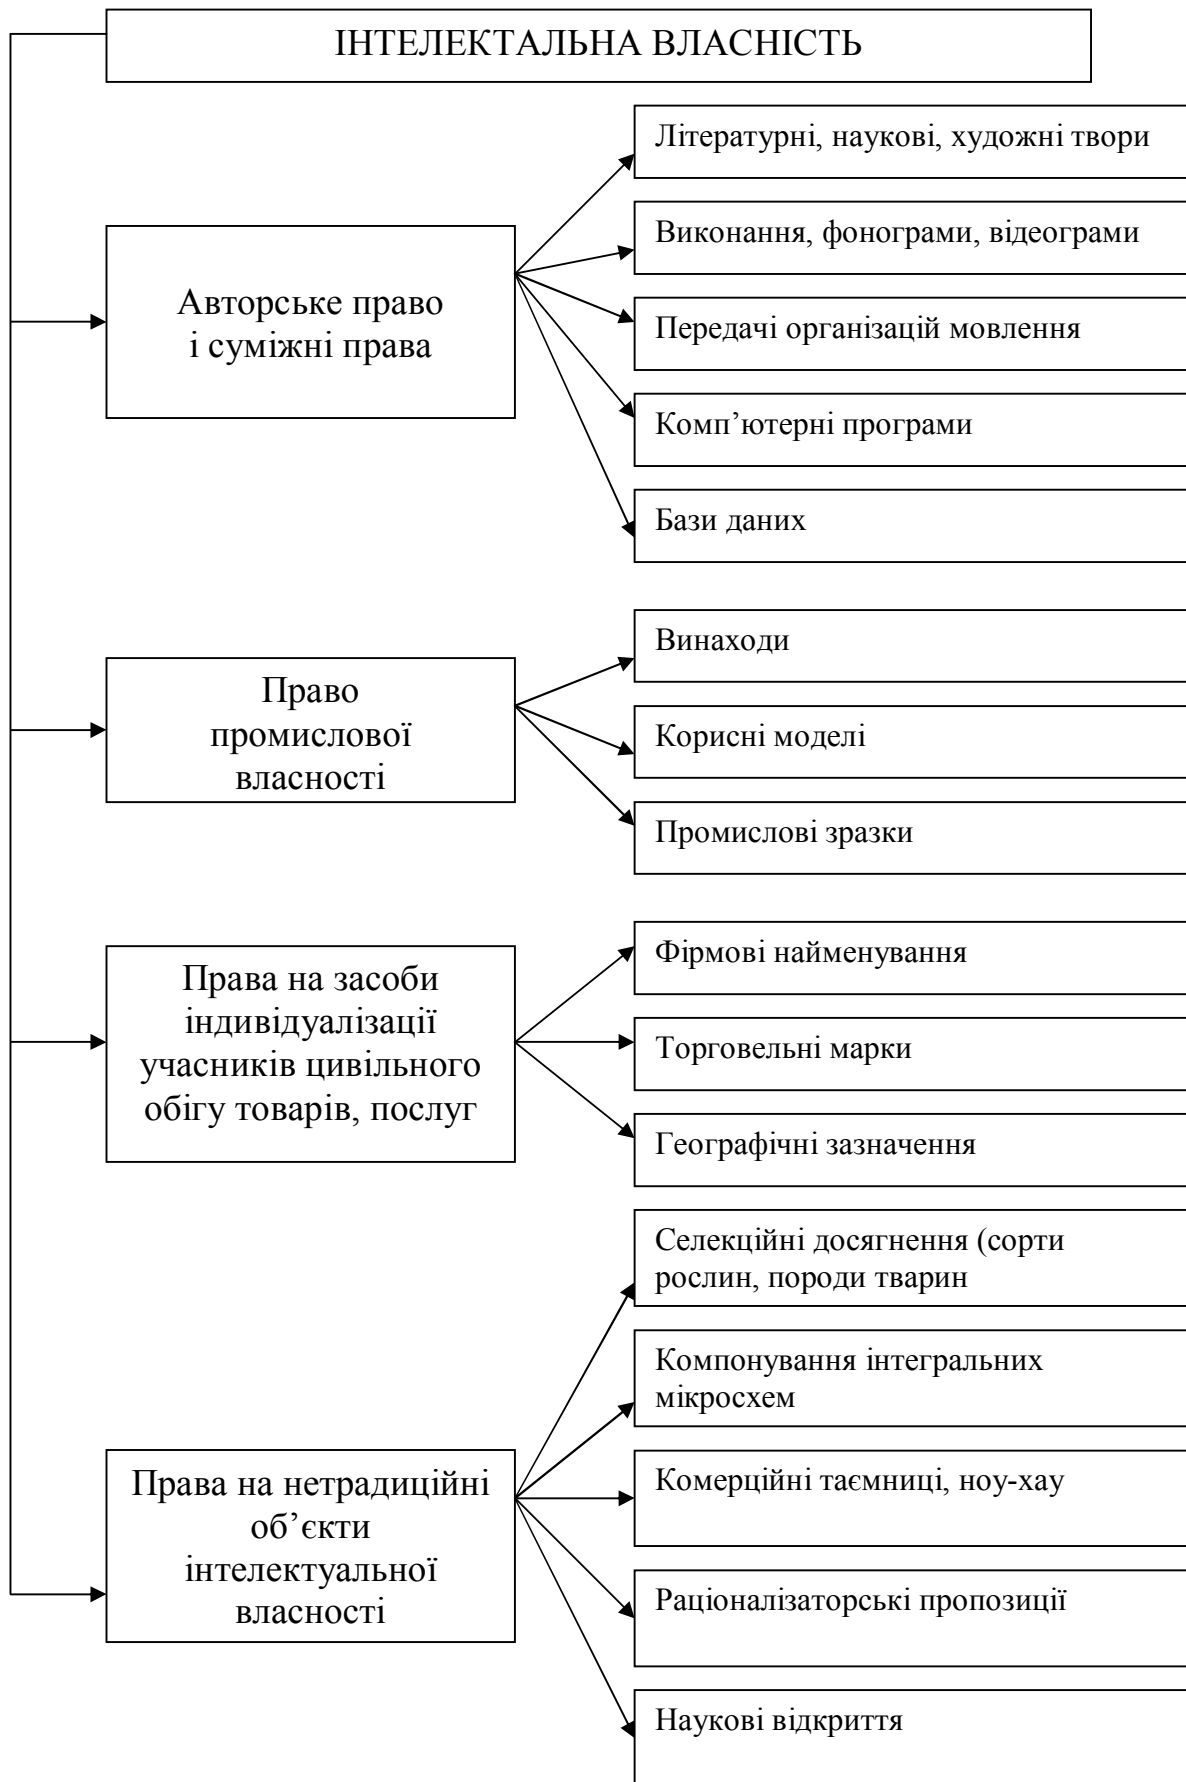 ІНТЕЛЕКТАЛЬНА ВЛАСНІСТЬ
Авторське право
і суміжні права
Літературні, наукові, художні твори
Виконання, фонограми, відеограми
Передачі організацій мовлення
Комп’ютерні програми
Бази даних
Право
промислової
власності
Винаходи
Корисні моделі
Промислові зразки
Права на засоби
індивідуалізації
учасників цивільного
обігу товарів, послуг
Фірмові найменування
Торговельні марки
Географічні зазначення
Права на нетрадиційні
об’єкти
інтелектуальної
власності
Селекційні досягнення (сорти
рослин, породи тварин
Компонування інтегральних
мікросхем
Комерційні таємниці, ноу-хау
Раціоналізаторські пропозиції
Наукові відкриття